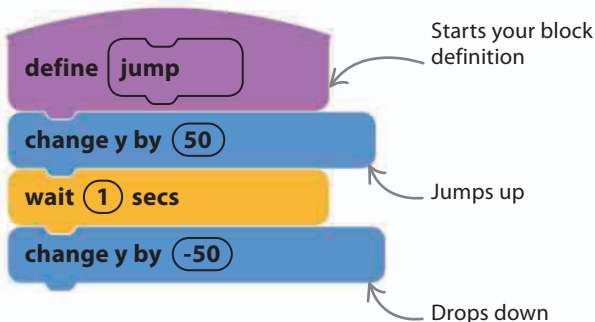 define jump
Starts your block
definition
change y by 50
Jumps up
wait 1 secs
change y by -50
Drops down